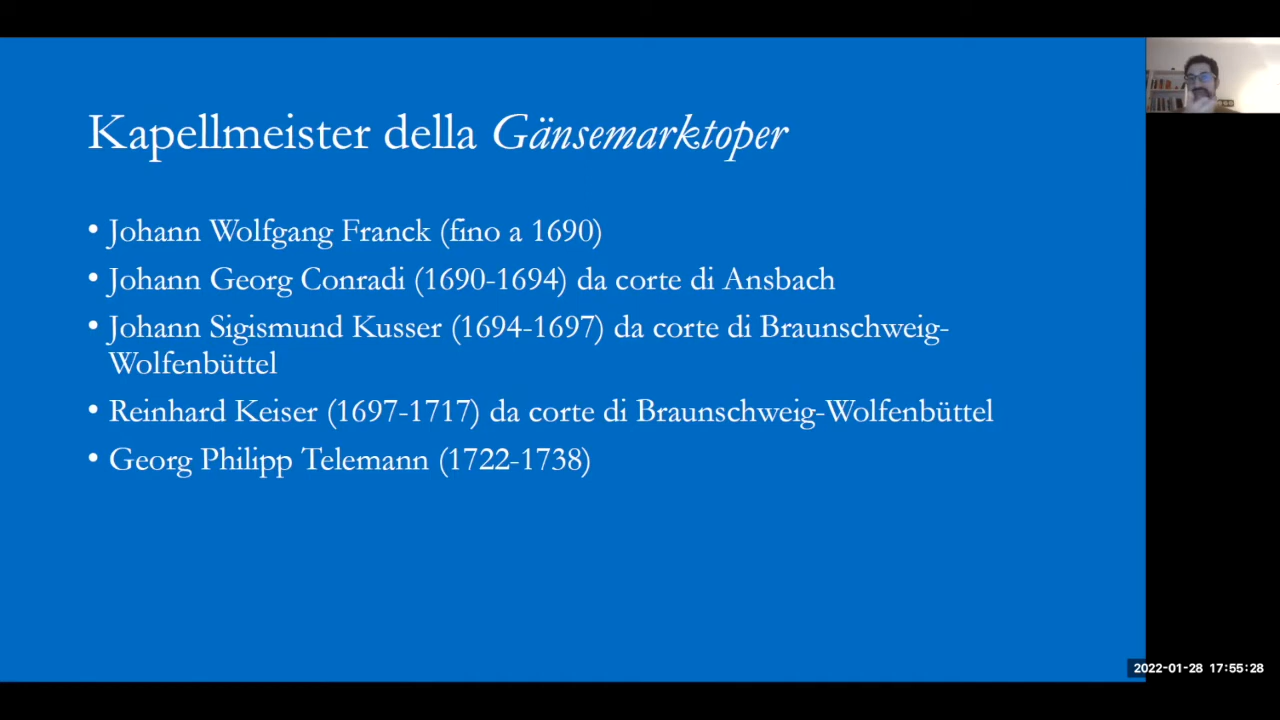 Kapellmeister della Gänsemarktoper
• Johann Wolfgang Franck (fino a 1690)
• Johann Georg Conradi (1690-1694) da corte di Ansbach
• Johann Sigismund Kusser (1694-1697) da corte di Braunschweig-
Wolfenbüttel
• Reinhard Keiser (1697-1717) da corte di Braunschweig-Wolfenbüttel
• Georg Philipp Telemann (1722-1738)
2022-01-28 17:55:28